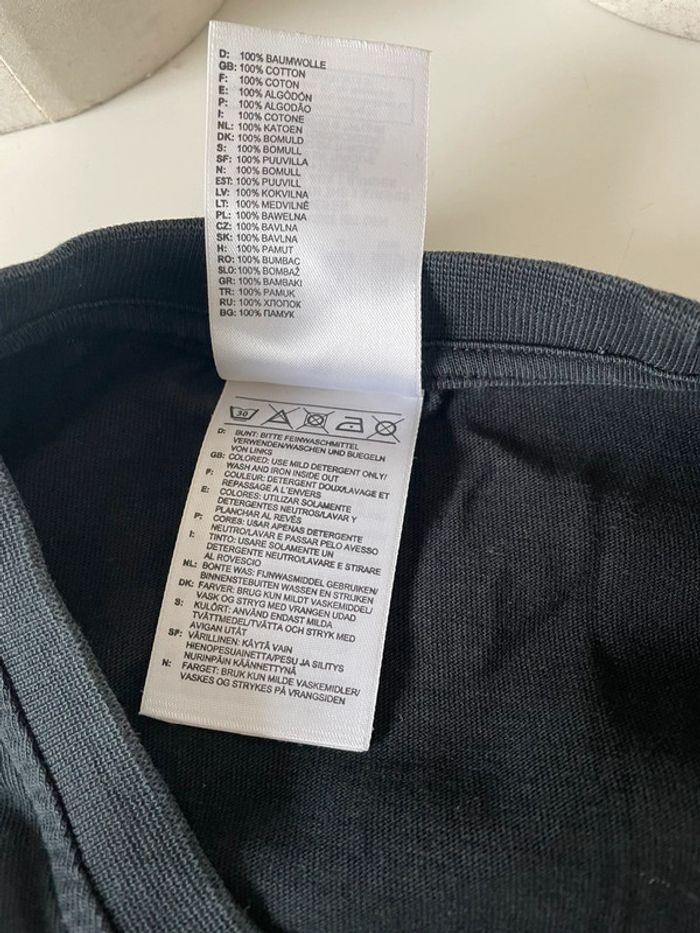 D: 100% BAUMWOLLE
GB: 100% COTTON
F: 100% COTON
E: 100% ALGODÓN
P: 100% ALGODÃO
I: 100% COTONE
NL: 100% KATOEN
DK: 100% BOMULD
S: 100% BOMULL
SF: 100% PUUVILLA
N: 100% BOMULL
EST: 100% PUUVILL
LV: 100% KOKVILNA
LT: 100% MEDVILNĖ
PL: 100% BAWEŁNA
CZ: 100% BAVLNA
SK: 100% BAVLNA
H: 100% PAMUT
RO: 100% BUMBAC
SLO: 100% BOMBAŽ
GR: 100% BAMBAKI
TR: 100% PAMUK
RU: 100% ХЛОПОК
BG: 100% ПАМУК
30
D: BUNT: BITTE FEINWASCHMITTEL
VERWENDEN/WASCHEN UND BUEGELN
VON LINKS
GB: COLORED: USE MILD DETERGENT ONLY/
WASH AND IRON INSIDE OUT
F: COULEUR: DETERGENT DOUX/LAVAGE ET
REPASSAGE A L'ENVERS
E: COLORES: UTILIZAR SOLAMENTE
DETERGENTES NEUTROS/LAVAR Y
PLANCHAR AL REVÉS
P: CORES: USAR APENAS DETERGENTE
NEUTRO/LAVAR E PASSAR PELO AVESSO
I: TINTO: USARE SOLAMENTE UN
DETERGENTE NEUTRO/LAVARE E STIRARE
AL ROVESCIO
NL: BONTE WAS: FIJNWASMIDDEL GEBRUIKEN/
BINNENSTEBUITEN WASSEN EN STRIJKEN
DK: FARVER: BRUG KUN MILDT VASKEMIDDEL/
VASK OG STRYG MED VRANGEN UDAD
S: KULÖRT: ANVÄND ENDAST MILDA
TVÄTTMEDEL/TVÄTTA OCH STRYK MED
AVIGAN UTÅT
SF: VÄRILLINEN: KÄYTÄ VAIN
HIENOPESUAINETTA/PESU JA SILITYS
NURINPÄIN KÄÄNNETTYNÄ
N: FARGET: BRUK KUN MILDE VASKEMIDLER/
VASKES OG STRYKES PÅ VRANGSIDEN